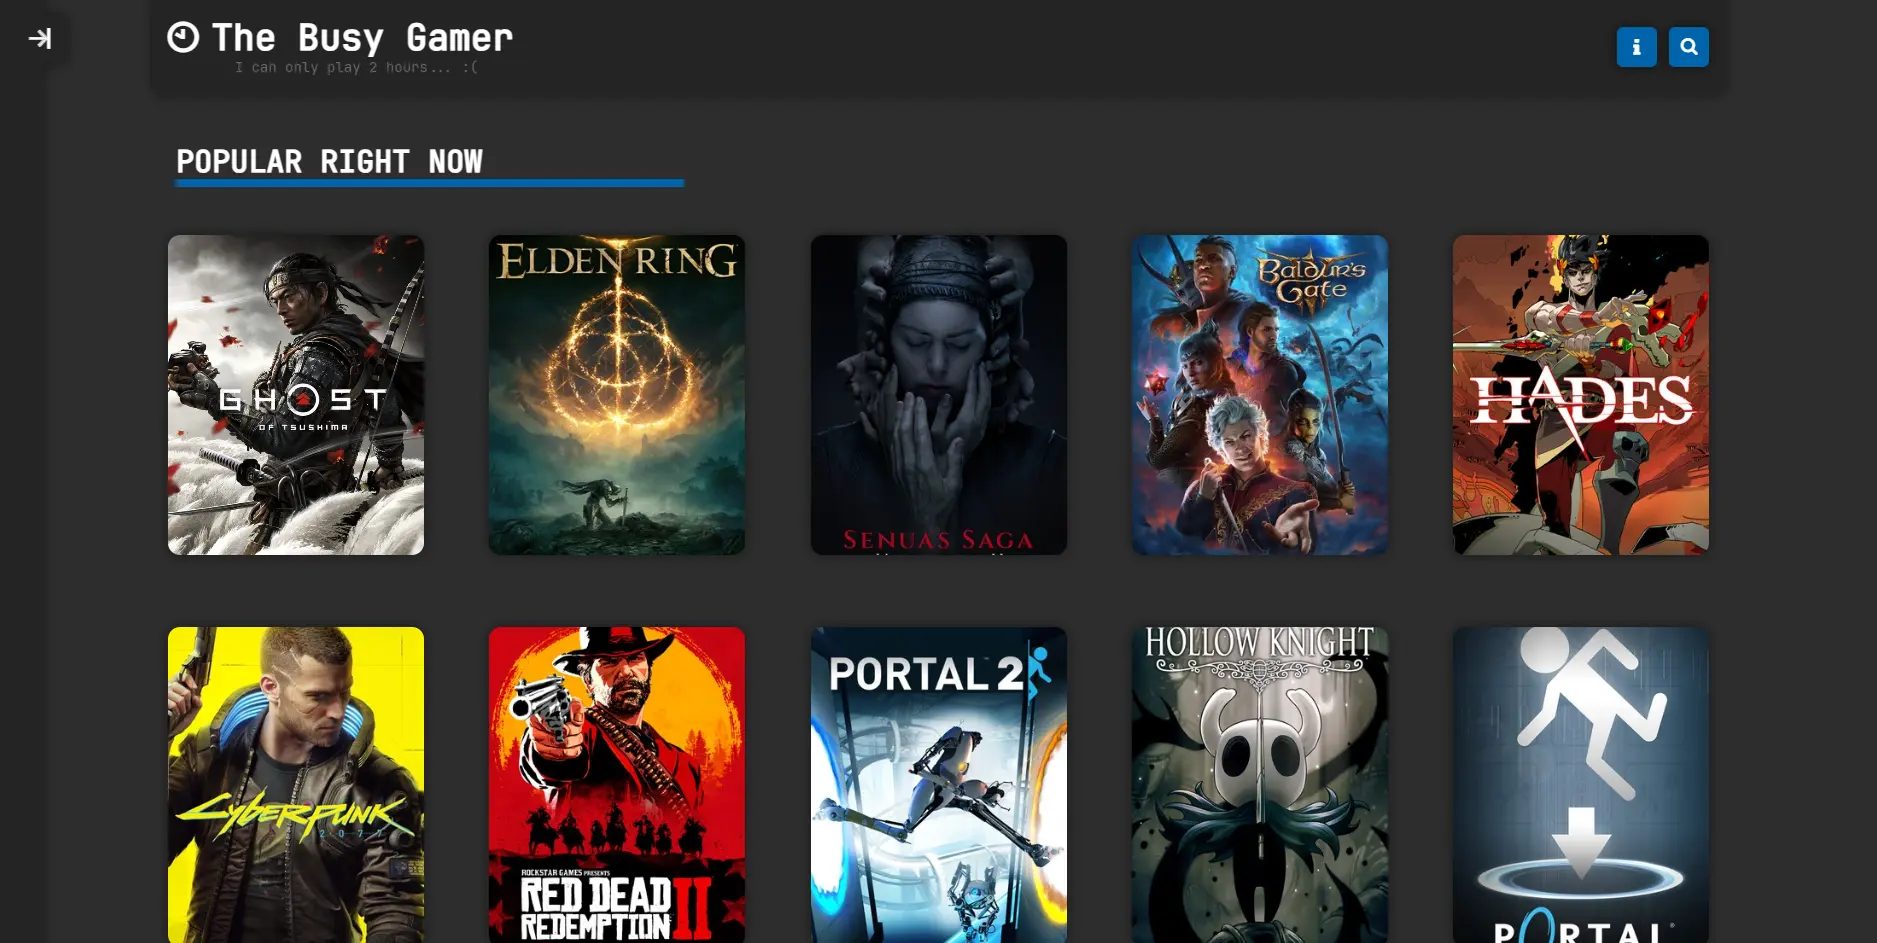 The Busy Gamer
I can only play 2 hours... :(
POPULAR RIGHT NOW
GHOST
OF TSUSHIMA
ELDEN RING
SENUAS SAGA
Baldur's
Gate
HADES
Cyberpunk
2077
ROCKSTAR GAMES PRESENTS
RED DEAD
REDEMPTION II
PORTAL 2
HOLLOW KNIGHT
PORTAL